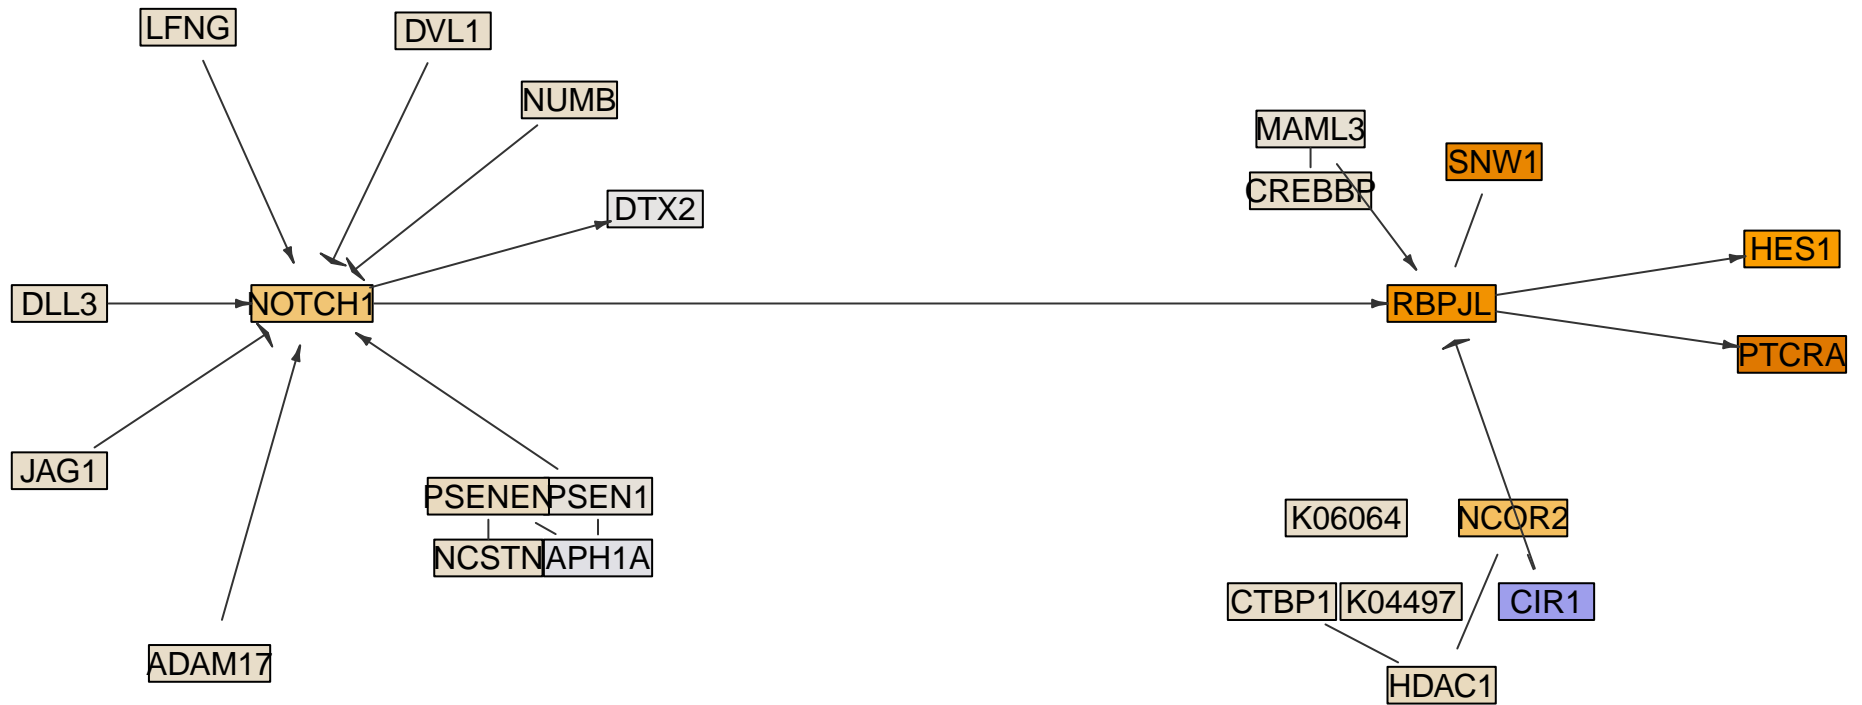 LFNG
DVL1
NUMB
MAML3
SNW1
CREBBP
DTX2
HES1
DLL3
NOTCH1
RBPJL
PTCRA
JAG1
PSENEN
PSEN1
K06064
NCOR2
NCSTN
APH1A
CTBP1
K04497
CIR1
ADAM17
HDAC1